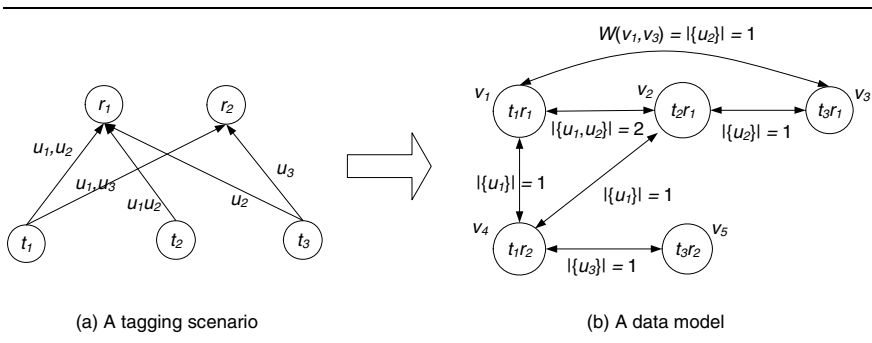 W(v₁,v₃) = |{u₂}| = 1
r₁
r₂
u₁,u₂
u₁,u₃
u₁u₂
u₂
u₃
t₁
t₂
t₃
v₁
v₂
v₃
t₁r₁
t₂r₁
t₃r₁
|{u₁,u₂}| = 2
|{u₂}| = 1
|{u₁}| = 1
|{u₁}| = 1
v₄
v₅
t₁r₂
t₃r₂
|{u₃}| = 1
(a) A tagging scenario
(b) A data model